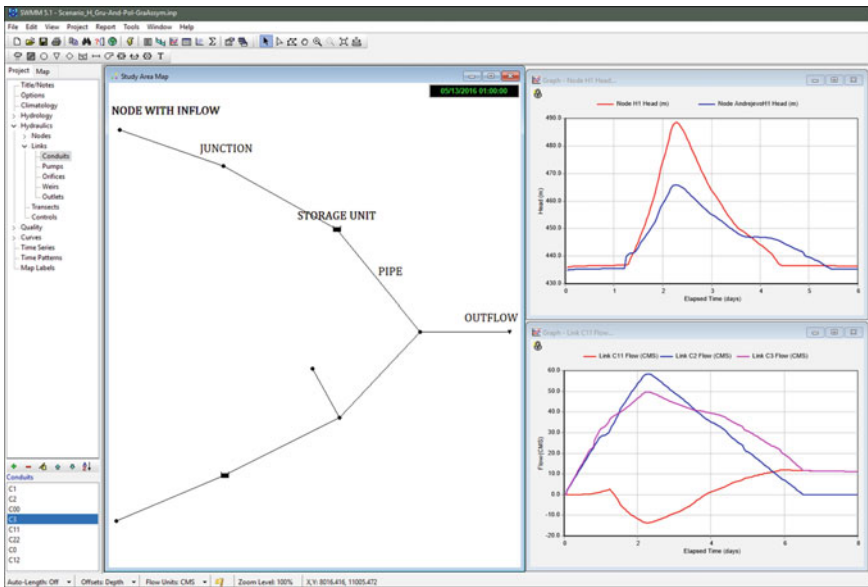 SWMM 5.1 - Scenario_H_Gru-And-Pol-GraAosym.inp
File Edit View Project Report Tools Window Help
Project Map
Title/Notes
Options
Climatology
Hydrology
Hydraulics
Nodes
Links
Conduits
Pumps
Orifices
Weirs
Outlets
Transects
Controls
Quality
Curves
Time Series
Time Patterns
Map Labels
Conduits
C1
C2
C00
C3
C11
C22
C0
C12
Study Area Map
05/13/2016 01:00:00
NODE WITH INFLOW
JUNCTION
STORAGE UNIT
PIPE
OUTFLOW
Graph - Node H1 Head...
Node H1 Head (m) Node AndrejevoH1 Head (m)
490.0
480.0
470.0
460.0
450.0
440.0
430.0
Head (m)
0 1 2 3 4 5 6
Elapsed Time (days)
Graph - Link C11 Flow...
Link C11 Flow (CMS) Link C2 Flow (CMS) Link C3 Flow (CMS)
60.0
50.0
40.0
30.0
20.0
10.0
0.0
-10.0
-20.0
Flow (CMS)
0 2 4 6 8
Elapsed Time (days)
Auto-Length: Off Offsets: Depth Flow Units: CMS Zoom Level: 100% X,Y: 8016.416, 11005.472